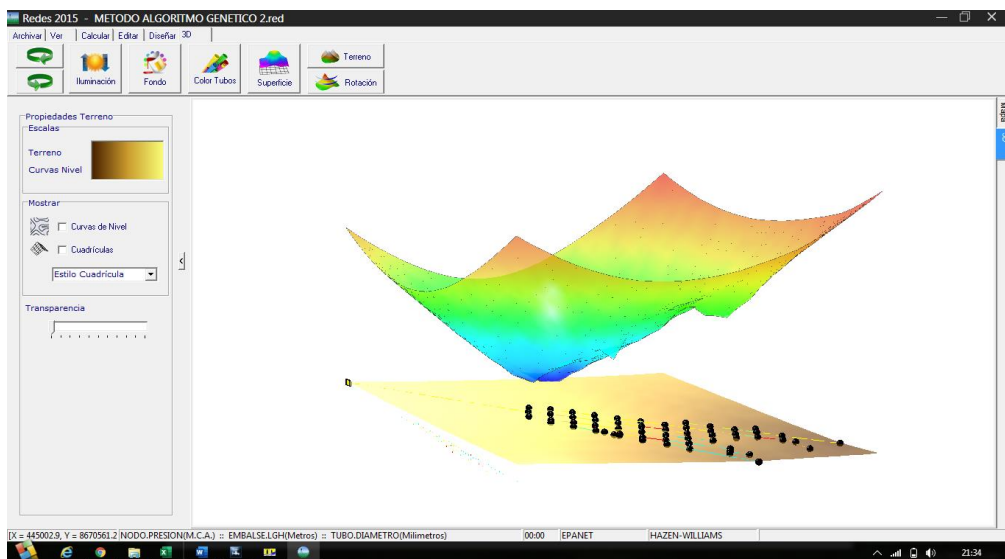 Redes 2015 - METODO ALGORITMO GENETICO 2.red
Archivar Ver Calcular Editar Diseñar 3D
Iluminación Fondo Color Tubos Superficie Terreno
Rotación
Propiedades Terreno
Escalas
Terreno
Curvas Nivel
Mostrar
Curvas de Nivel
Cuadrículas
Estilo Cuadrícula
Transparencia
Mapa
[X = 445002.9, Y = 8670561.2 NODO.PRESION(M.C.A.) :: EMBALSE.LGH(Metros) :: TUBO.DIAMETRO(Milimetros) 00:00 EPANET HAZEN-WILLIAMS
21:34